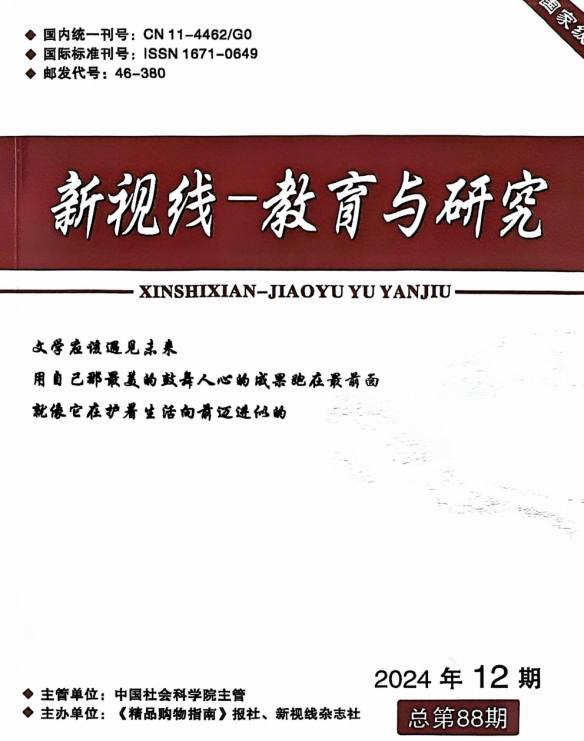 ◆ 国内统一刊号：CN 11-4462/G0
◆ 国际标准刊号：ISSN 1671-0649
◆ 邮发代号：46-380
国家级
新视线－教育与研究
XINSHIXIAN-JIAOYU YU YANJIU
文学应该遇见未来
用自己那最美的鼓舞人心的成果跑在最前面
就像它在护着生活向前迈进似的
2024 年 12 期
总第88期
◆ 主管单位：中国社会科学院主管
◆ 主办单位：《精品购物指南》报社、新视线杂志社